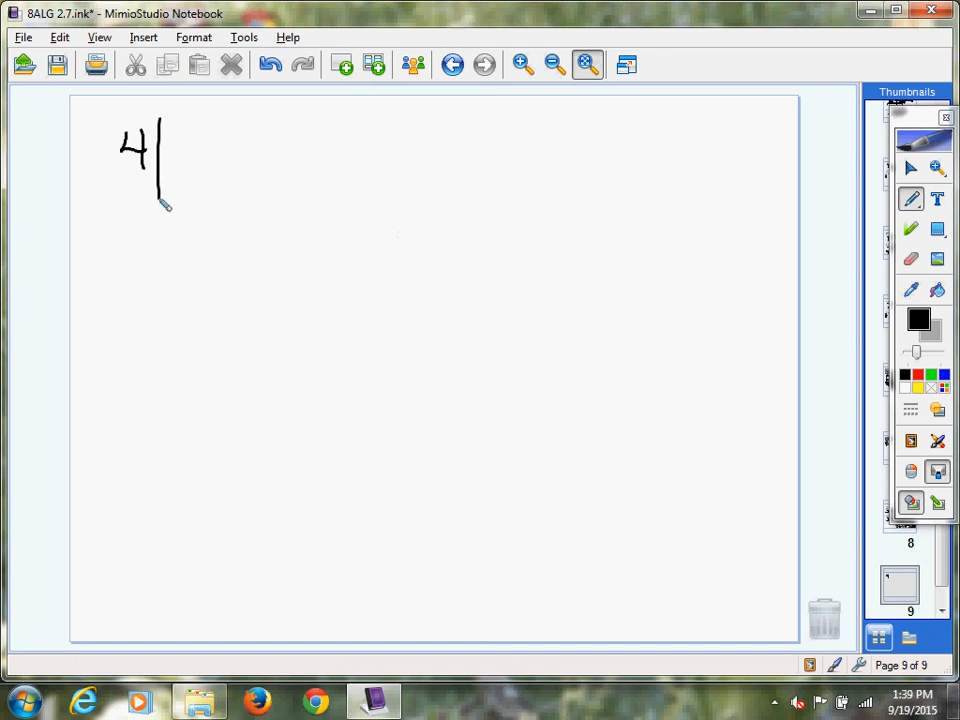 8ALG 2.7.ink* - MimioStudio Notebook
File Edit View Insert Format Tools Help
Thumbnails
4|
8
9
Page 9 of 9
1:39 PM
9/19/2015